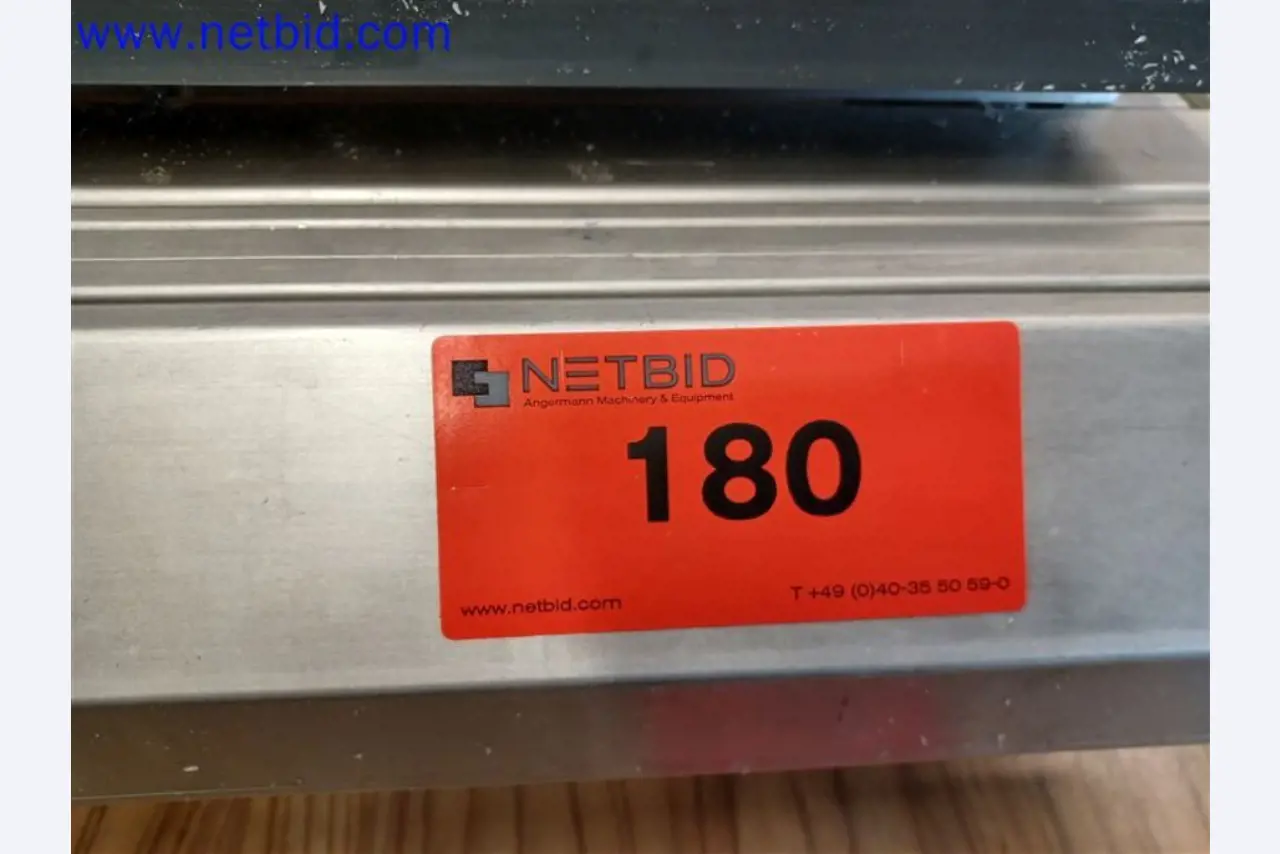 www.netbid.com
NETBID
Angermann Machinery & Equipment
180
www.netbid.com
T +49 (0)40-35 50 59-0